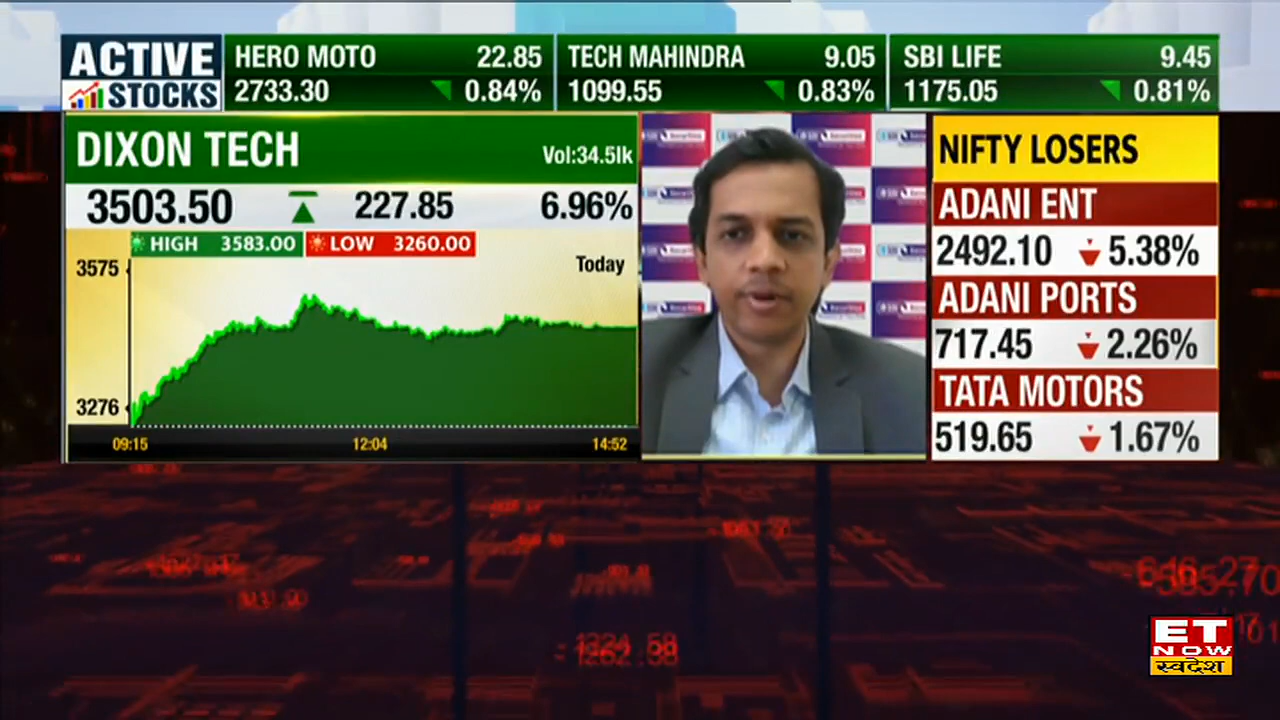 ACTIVE
STOCKS
HERO MOTO 22.85
2733.30 0.84%
TECH MAHINDRA 9.05
1099.55 0.83%
SBI LIFE 9.45
1175.05 0.81%
DIXON TECH Vol:34.5lk
3503.50 227.85 6.96%
HIGH 3583.00 LOW 3260.00
Today
3575
3276
09:15 12:04 14:52
NIFTY LOSERS
ADANI ENT
2492.10 5.38%
ADANI PORTS
717.45 2.26%
TATA MOTORS
519.65 1.67%
ET
NOW
स्वदेश